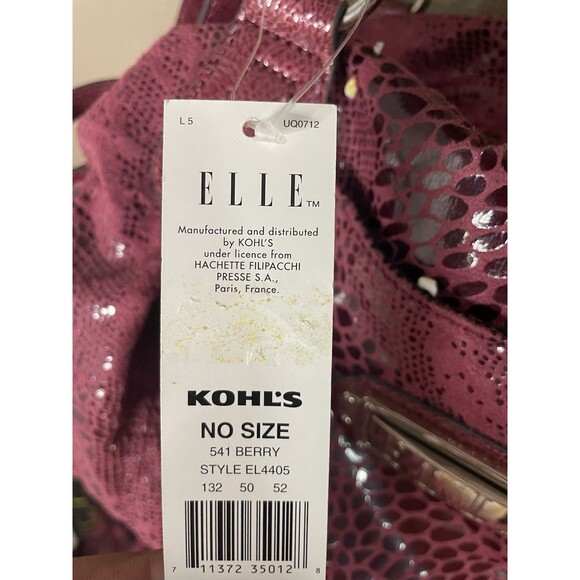 L 5 UQ0712
ELLE™
Manufactured and distributed
by KOHL'S
under licence from
HACHETTE FILIPACCHI
PRESSE S.A.,
Paris, France.
KOHL'S
NO SIZE
541 BERRY
STYLE EL4405
132 50 52
7 11372 35012 8